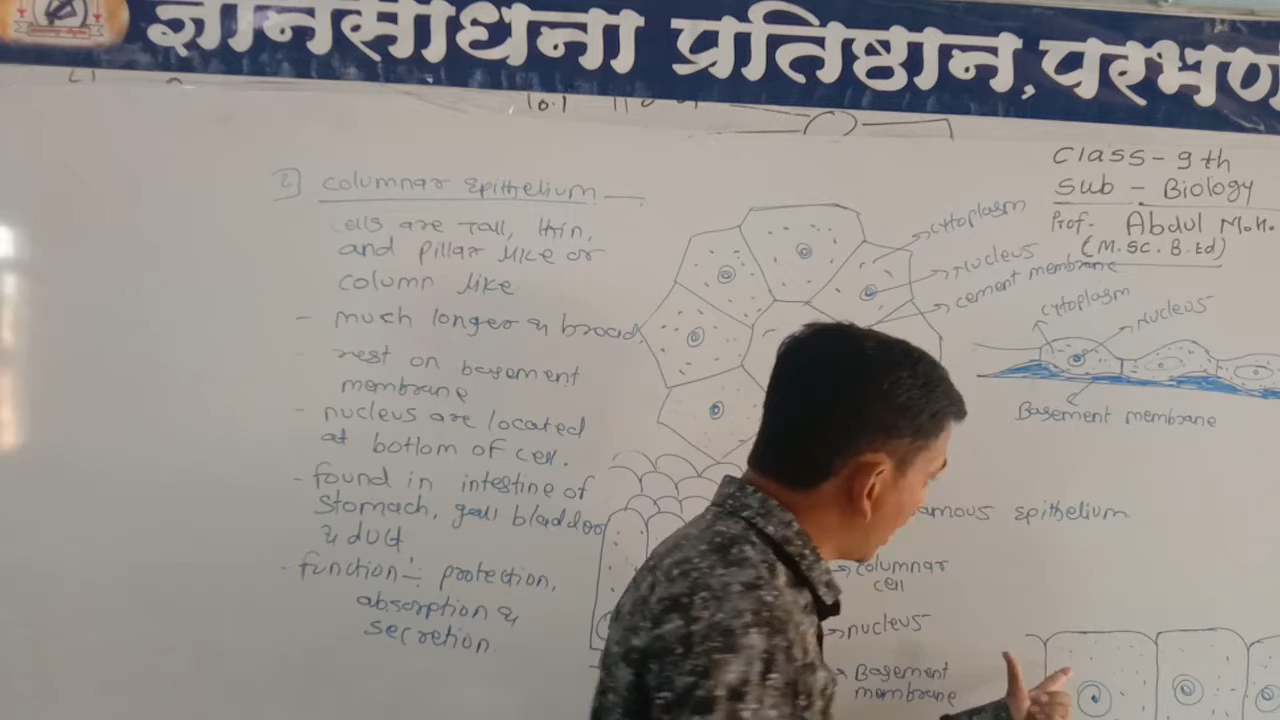 ज्ञानसाधना प्रतिष्ठान, परभण
Class - 9th
Sub - Biology
Prof. Abdul M.H.
(M.SC. B.Ed)
2] columnar Epithelium
cells are Tall, thin,
and Pillar like or
column like
- much longer & broad
- rest on basement
membrane
- nucleus are located
at bottom of cell.
- found in intestine of
Stomach, gall bladder
& duct
- function :- protection,
absorption &
secretion.
cytoplasm
nucleus
cement membrane
cytoplasm
nucleus
Basement membrane
amous epithelium
columnar
cell
nucleus
Basement
membrane